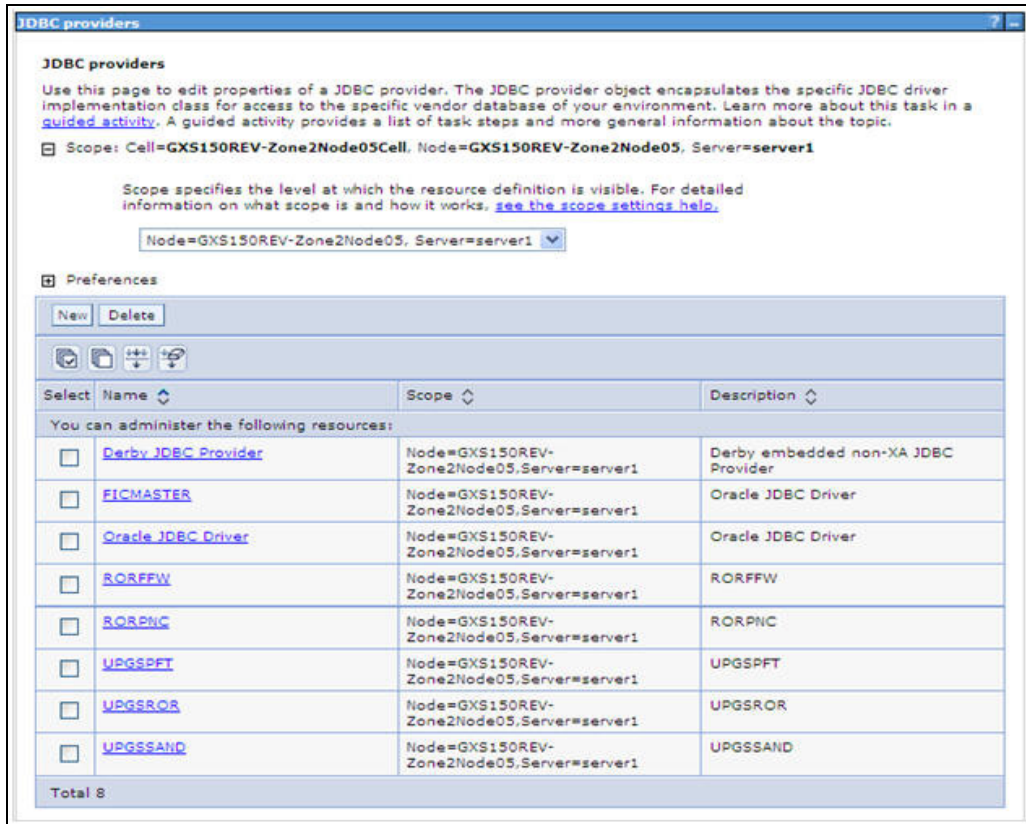 JDBC providers
?
JDBC providers
Use this page to edit properties of a JDBC provider. The JDBC provider object encapsulates the specific JDBC driver
implementation class for access to the specific vendor database of your environment. Learn more about this task in a
guided activity. A guided activity provides a list of task steps and more general information about the topic.
Scope: Cell=GXS150REV-Zone2Node05Cell, Node=GXS150REV-Zone2Node05, Server=server1
Scope specifies the level at which the resource definition is visible. For detailed
information on what scope is and how it works, see the scope settings help.
Node=GXS150REV-Zone2Node05, Server=server1
Preferences
New Delete
Select Name Scope Description
You can administer the following resources:
Derby JDBC Provider Node=GXS150REV- Derby embedded non-XA JDBC
Zone2Node05,Server=server1 Provider
FICMASTER Node=GXS150REV- Oracle JDBC Driver
Zone2Node05,Server=server1
Oracle JDBC Driver Node=GXS150REV- Oracle JDBC Driver
Zone2Node05,Server=server1
RORFFW Node=GXS150REV- RORFFW
Zone2Node05,Server=server1
RORPNC Node=GXS150REV- RORPNC
Zone2Node05,Server=server1
UPGSPFT Node=GXS150REV- UPGSPFT
Zone2Node05,Server=server1
UPGSROR Node=GXS150REV- UPGSROR
Zone2Node05,Server=server1
UPGSSAND Node=GXS150REV- UPGSSAND
Zone2Node05,Server=server1
Total 8